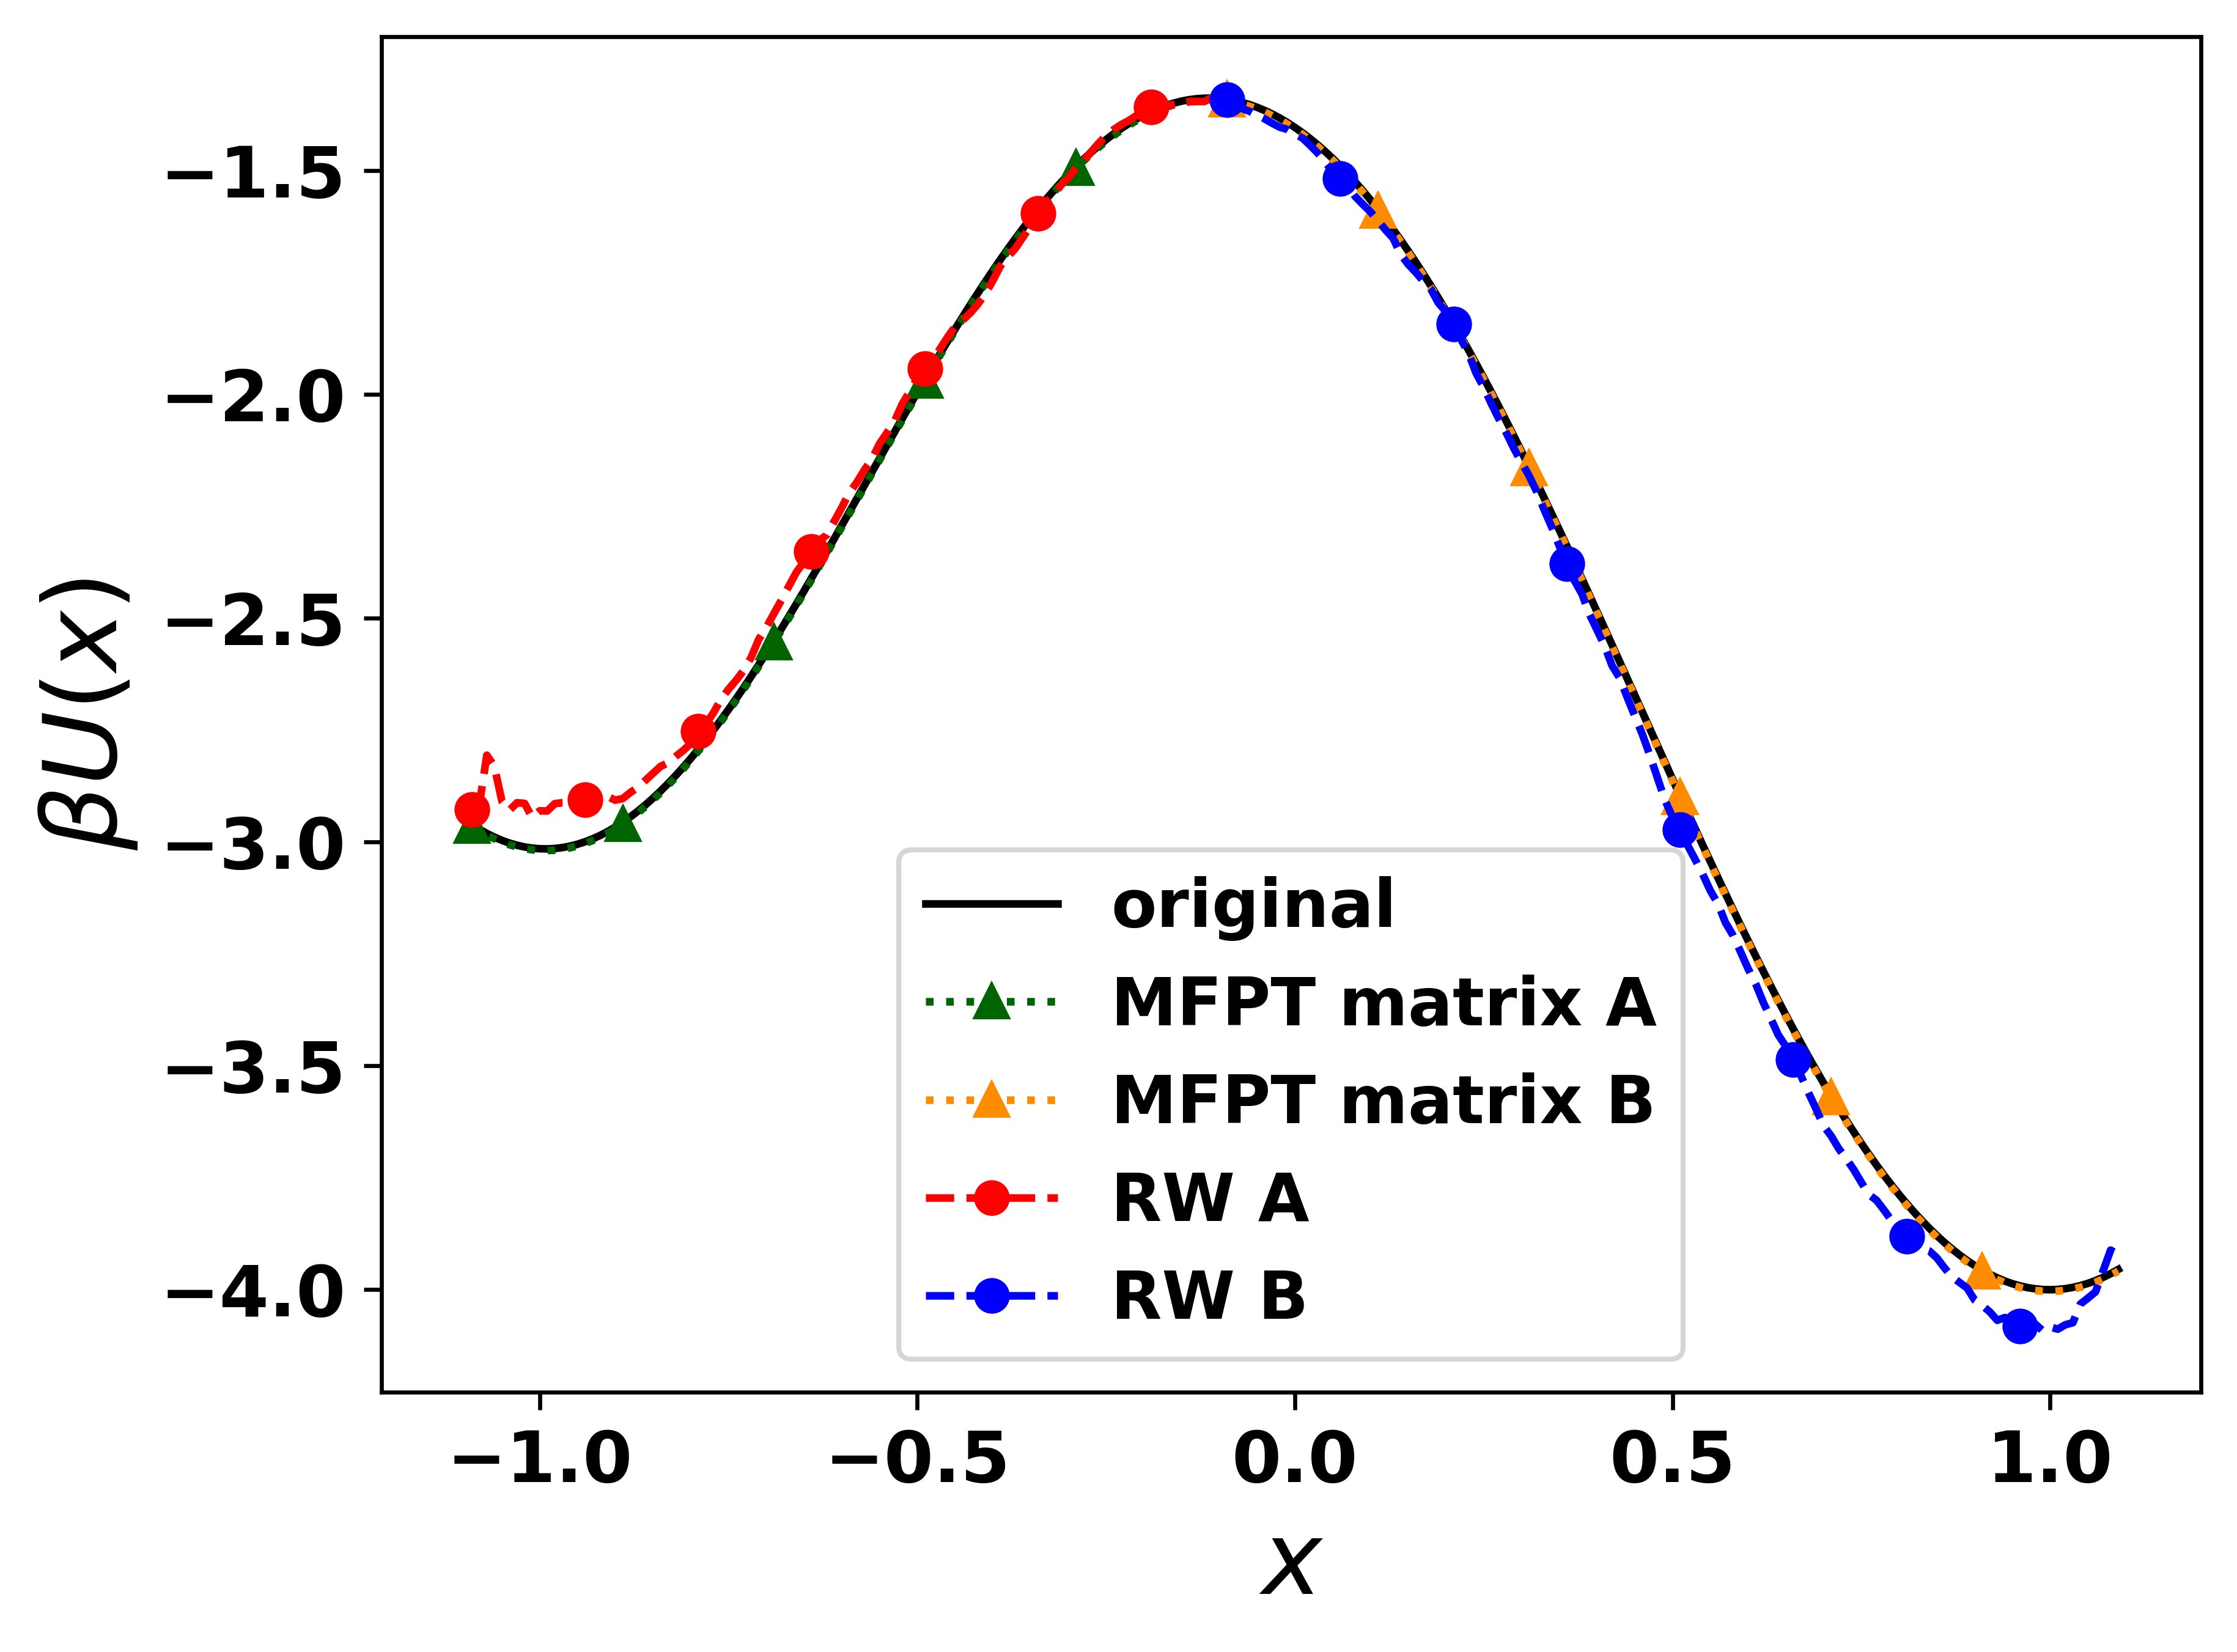 βU(x)
−1.5
−2.0
−2.5
−3.0
−3.5
−4.0
original
MFPT matrix A
MFPT matrix B
RW A
RW B
−1.0 −0.5 0.0 0.5 1.0
x